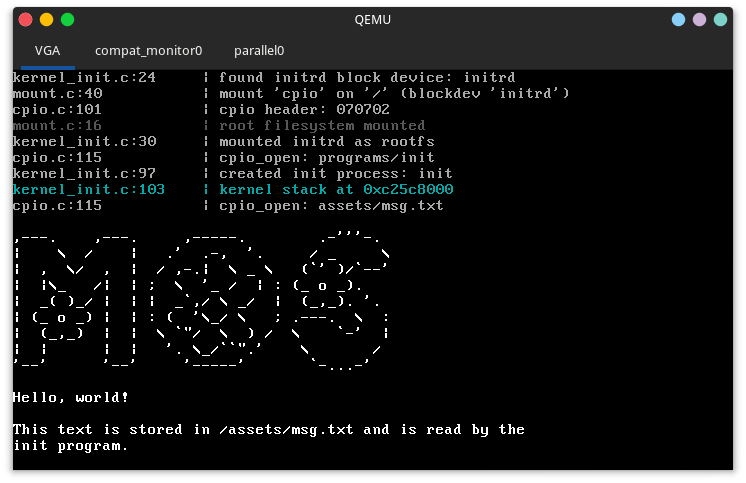 QEMU
VGA compat_monitor0 parallel0
kernel_init.c:24 | found initrd block device: initrd
mount.c:40 | mount 'cpio' on '/' (blockdev 'initrd')
cpio.c:101 | cpio header: 070702
mount.c:16 | root filesystem mounted
kernel_init.c:30 | mounted initrd as rootfs
cpio.c:115 | cpio_open: programs/init
kernel_init.c:97 | created init process: init
kernel_init.c:103 | kernel stack at 0xc25c8000
cpio.c:115 | cpio_open: assets/msg.txt
M@S
Hello, world!
This text is stored in /assets/msg.txt and is read by the
init program.